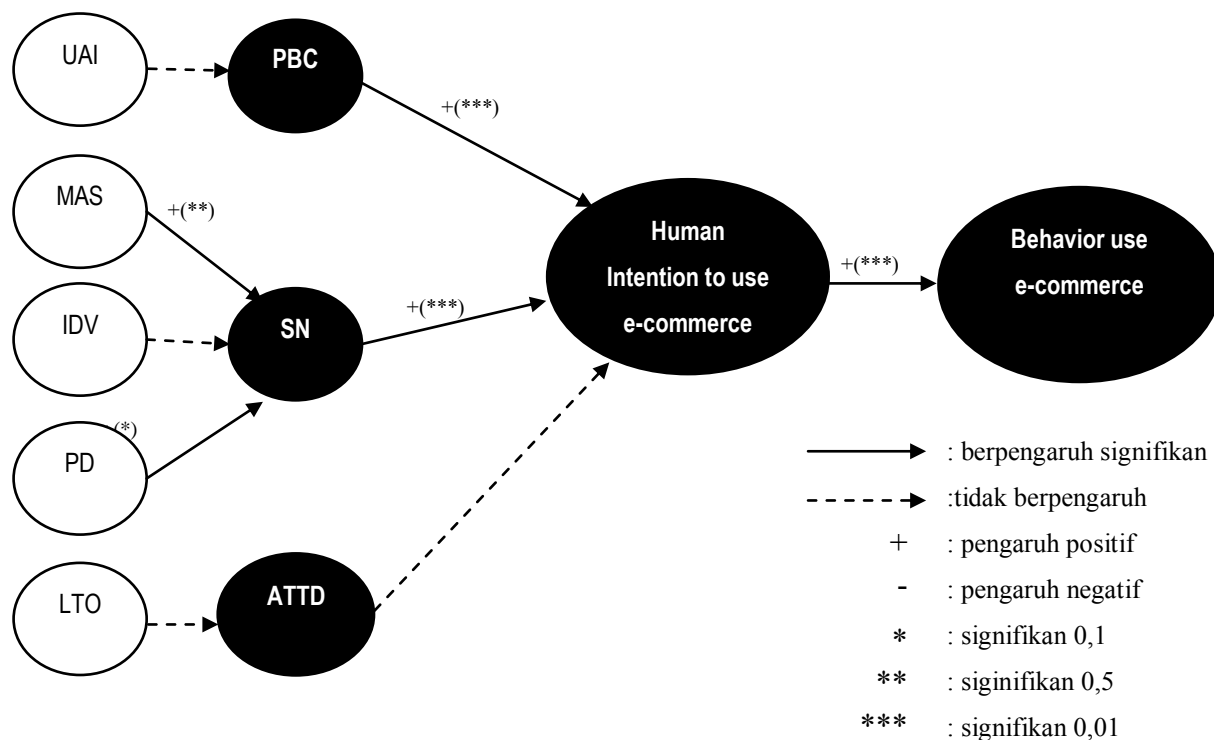 UAI
PBC
+(***)
MAS
+(**)
IDV
SN
+(***)
(*)
PD
LTO
ATTD
Human
Intention to use
e-commerce
+(***)
Behavior use
e-commerce
: berpengaruh signifikan
:tidak berpengaruh
+ : pengaruh positif
- : pengaruh negatif
* : signifikan 0,1
** : siginifikan 0,5
*** : signifikan 0,01